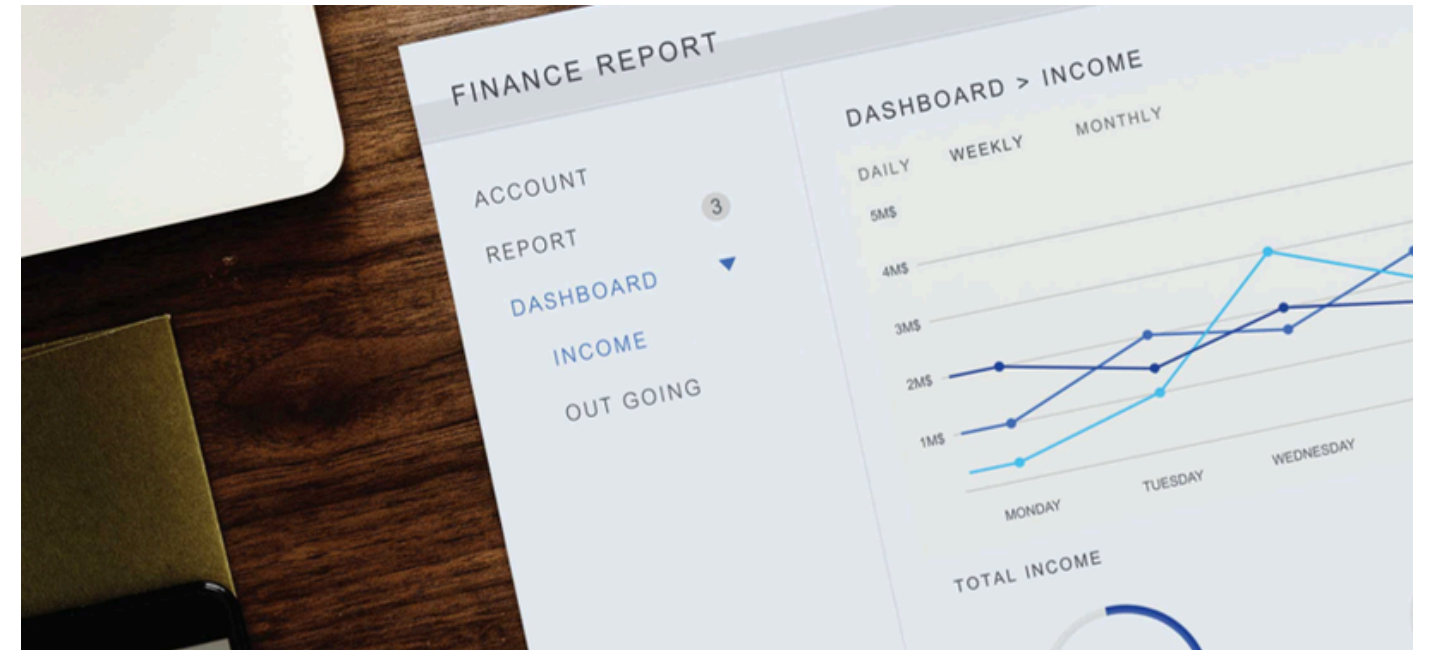 FINANCE REPORT
ACCOUNT
REPORT 3
DASHBOARD
INCOME
OUT GOING
DASHBOARD > INCOME
DAILY WEEKLY MONTHLY
5M$
4M$
3M$
2M$
1M$
MONDAY TUESDAY WEDNESDAY
TOTAL INCOME